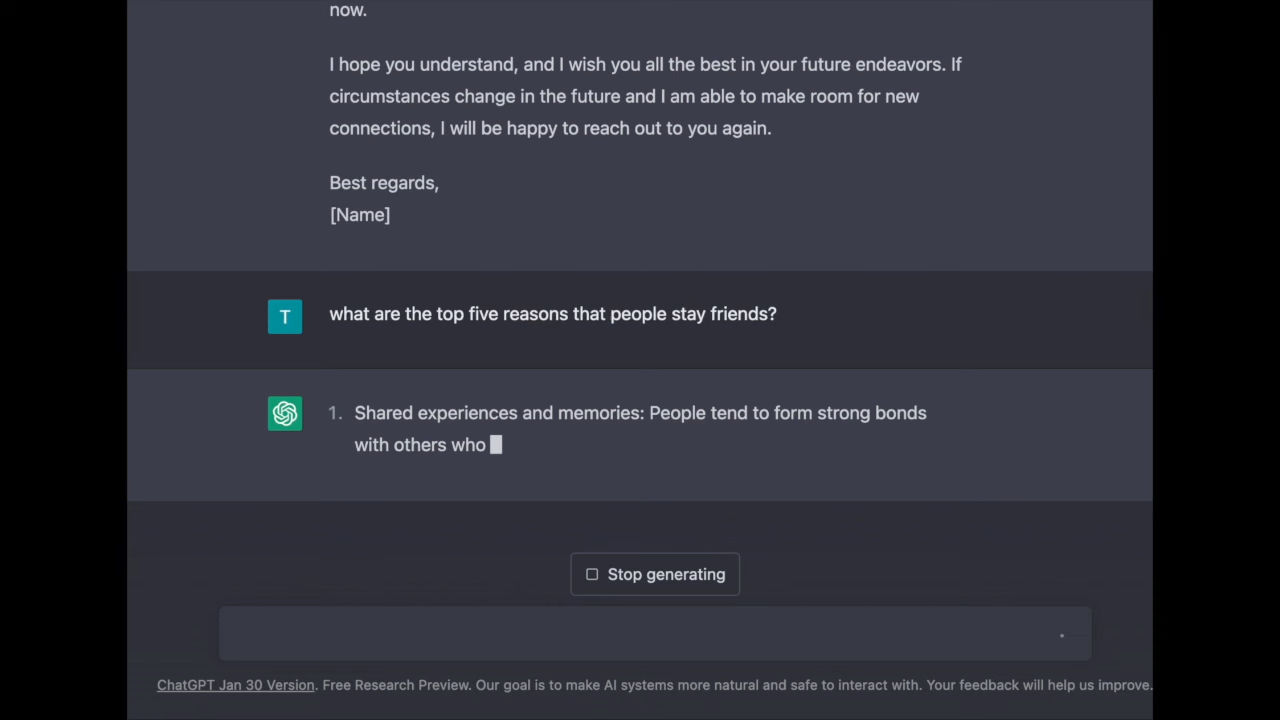 now.
I hope you understand, and I wish you all the best in your future endeavors. If
circumstances change in the future and I am able to make room for new
connections, I will be happy to reach out to you again.
Best regards,
[Name]
T
what are the top five reasons that people stay friends?
1. Shared experiences and memories: People tend to form strong bonds
with others who
Stop generating
ChatGPT Jan 30 Version. Free Research Preview. Our goal is to make AI systems more natural and safe to interact with. Your feedback will help us improve.